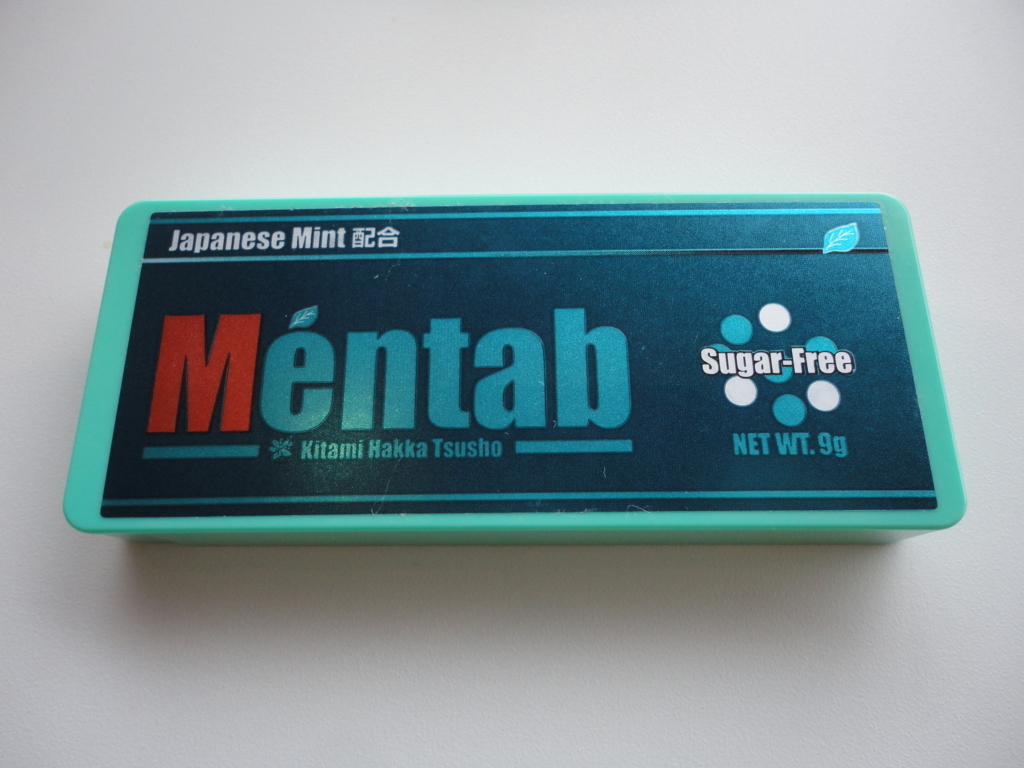 Japanese Mint 配合
Méntab
Kitami Hakka Tsusho
Sugar-Free
NET WT. 9g